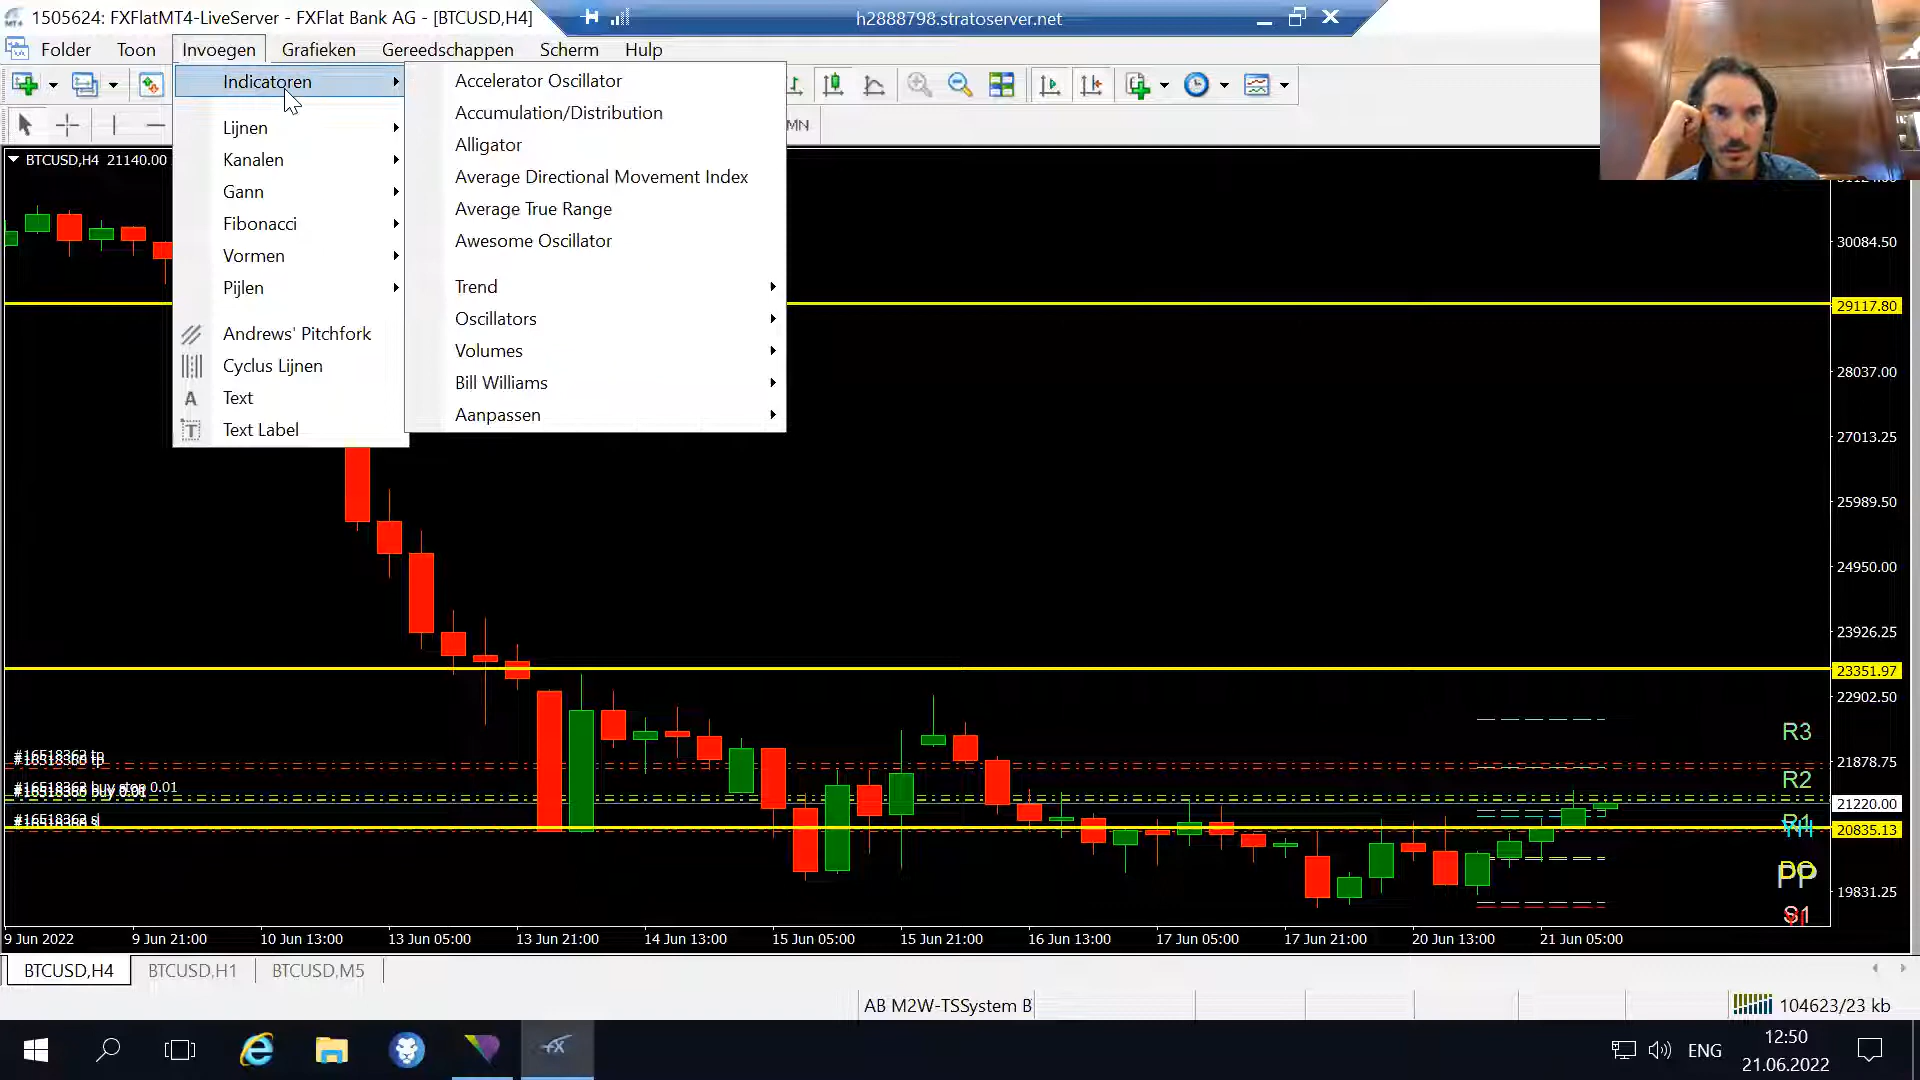 1505624: FXFlatMT4-LiveServer - FXFlat Bank AG - [BTCUSD,H4]
h2888798.stratoserver.net
Folder Toon Invoegen Grafieken Gereedschappen Scherm Hulp
Indicatoren
Lijnen
Kanalen
Gann
Fibonacci
Vormen
Pijlen
Andrews' Pitchfork
Cyclus Lijnen
Text
Text Label
Accelerator Oscillator
Accumulation/Distribution
Alligator
Average Directional Movement Index
Average True Range
Awesome Oscillator
Trend
Oscillators
Volumes
Bill Williams
Aanpassen
MN
BTCUSD,H4 21140.00
30084.50
29117.80
28037.00
27013.25
25989.50
24950.00
23926.25
23351.97
22902.50
R3
21878.75
R2
21220.00
20835.13
19831.25
#16518362 buy stop 0.01
9 Jun 2022 9 Jun 21:00 10 Jun 13:00 13 Jun 05:00 13 Jun 21:00 14 Jun 13:00 15 Jun 05:00 15 Jun 21:00 16 Jun 13:00 17 Jun 05:00 17 Jun 21:00 20 Jun 13:00 21 Jun 05:00
BTCUSD,H4 BTCUSD,H1 BTCUSD,M5
AB M2W-TSSystem B
104623/23 kb
ENG
12:50
21.06.2022